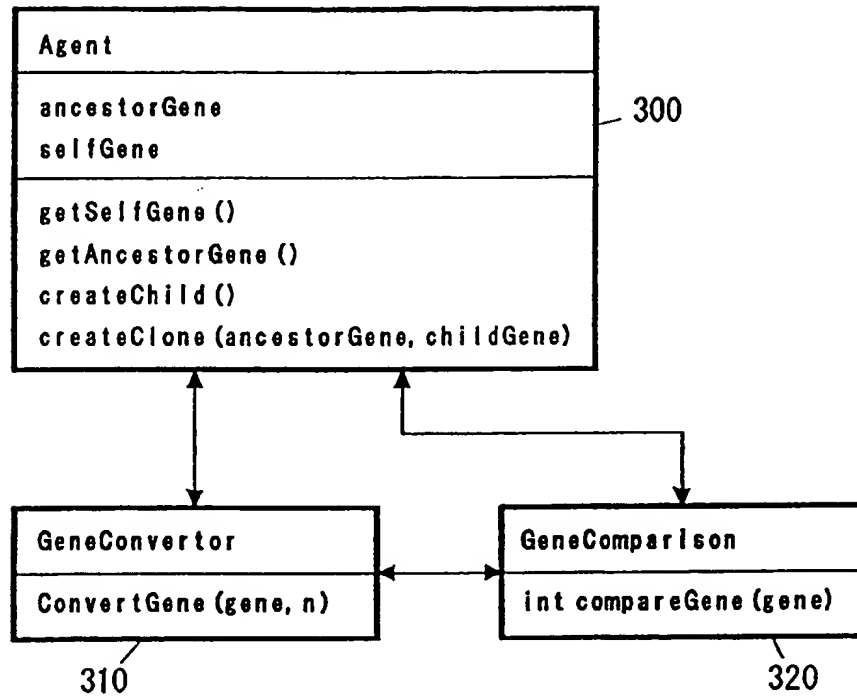 Agent
ancestorGene
selfGene
300
getSelfGene()
getAncestorGene()
createChild()
createClone(ancestorGene, childGene)
GeneConvertor
ConvertGene(gene, n)
310
GeneComparison
int compareGene(gene)
320